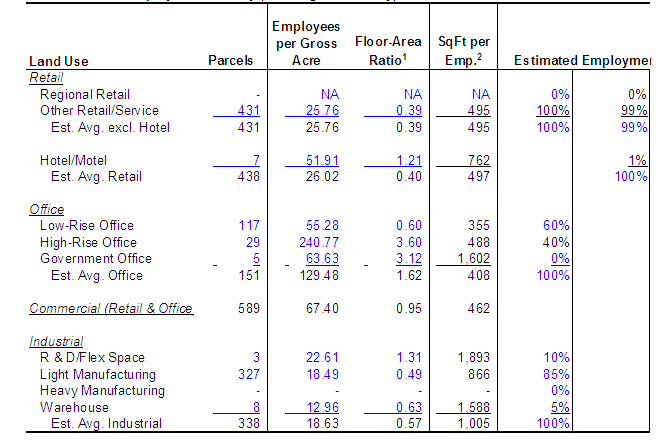 Employees
per Gross Floor-Area SqFt per
Land Use Parcels Acre Ratio1 Emp.2 Estimated
Retail
Regional Retail - NA NA NA 0% 0%
Other Retail/Service 431 25.76 0.39 495 100% 99%
Est. Avg. excl. Hotel 431 25.76 0.39 495 100% 99%
Hotel/Motel 7 51.91 1.21 762 1%
Est. Avg. Retail 438 26.02 0.40 497 100%
Office
Low-Rise Office 117 55.28 0.60 355 60%
High-Rise Office 29 240.77 3.60 488 40%
Government Office 5 63.63 3.12 1,602 0%
Est. Avg. Office 151 129.48 1.62 408 100%
Commercial (Retail & Office 589 67.40 0.95 462
Industrial
R & D/Flex Space 3 22.61 1.31 1,893 10%
Light Manufacturing 327 18.49 0.49 866 85%
Heavy Manufacturing - - - - 0%
Warehouse 8 12.96 0.63 1,588 5%
Est. Avg. Industrial 338 18.63 0.57 1,005 100%